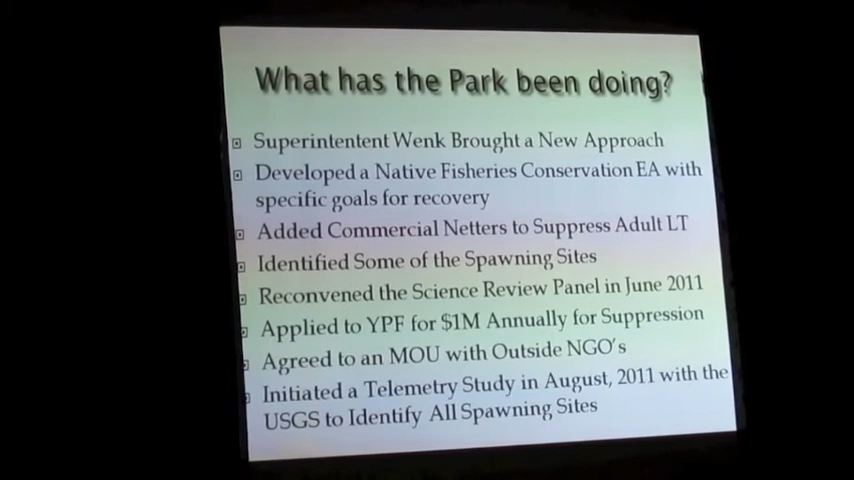 What has the Park been doing?
Superintentent Wenk Brought a New Approach
Developed a Native Fisheries Conservation EA with
specific goals for recovery
Added Commercial Netters to Suppress Adult LT
Identified Some of the Spawning Sites
Reconvened the Science Review Panel in June 2011
Applied to YPF for $1M Annually for Suppression
Agreed to an MOU with Outside NGO's
Initiated a Telemetry Study in August, 2011 with the
USGS to Identify All Spawning Sites